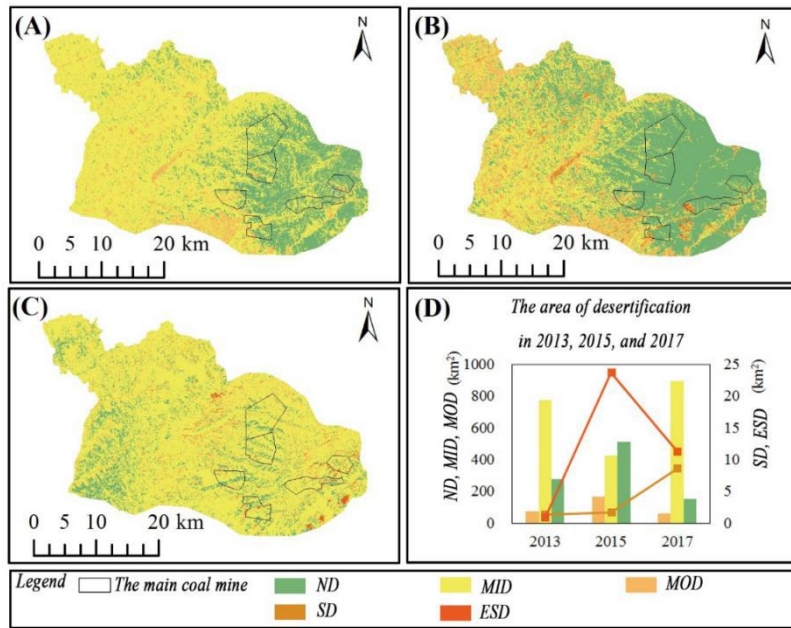 (A)
N
0 5 10 20 km
(B)
N
0 5 10 20 km
(C)
N
0 5 10 20 km
(D)
The area of desertification
in 2013, 2015, and 2017
ND, MID, MOD (km²)
1000
800
600
400
200
0
25
20
15
10
5
0
SD, ESD (km²)
2013 2015 2017
Legend The main coal mine ND MID MOD
SD ESD